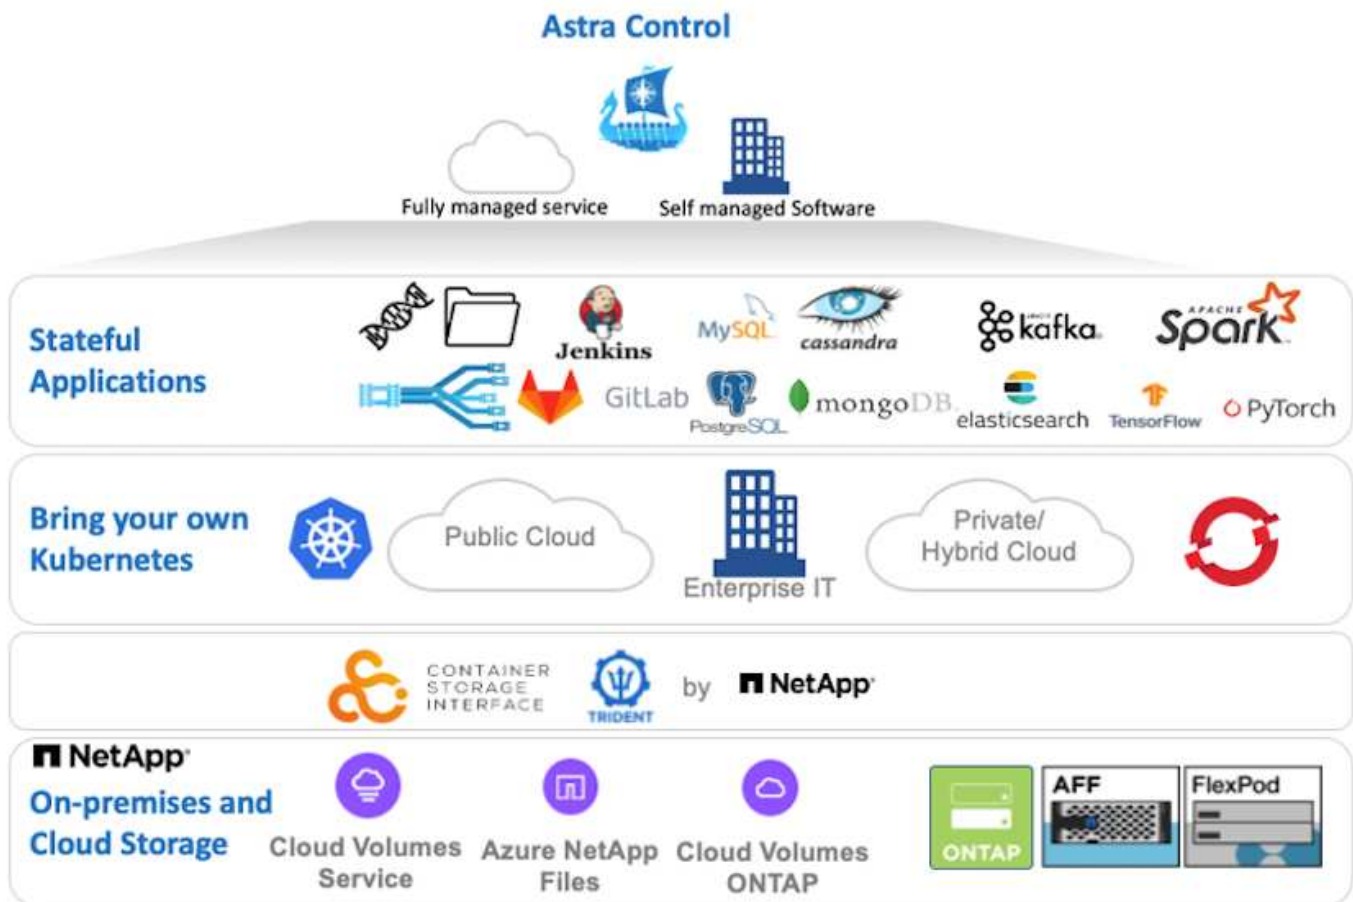 Astra Control
Fully managed service
Self managed Software
Stateful
Applications
Jenkins
MySQL
cassandra
kafka
APACHE
Spark
GitLab
PostgreSQL
mongoDB
elasticsearch
TensorFlow
PyTorch
Bring your own
Kubernetes
Public Cloud
Enterprise IT
Private/
Hybrid Cloud
CONTAINER
STORAGE
INTERFACE
TRIDENT
by
NetApp
NetApp
On-premises and
Cloud Storage
Cloud Volumes
Service
Azure NetApp
Files
Cloud Volumes
ONTAP
ONTAP
AFF
FlexPod